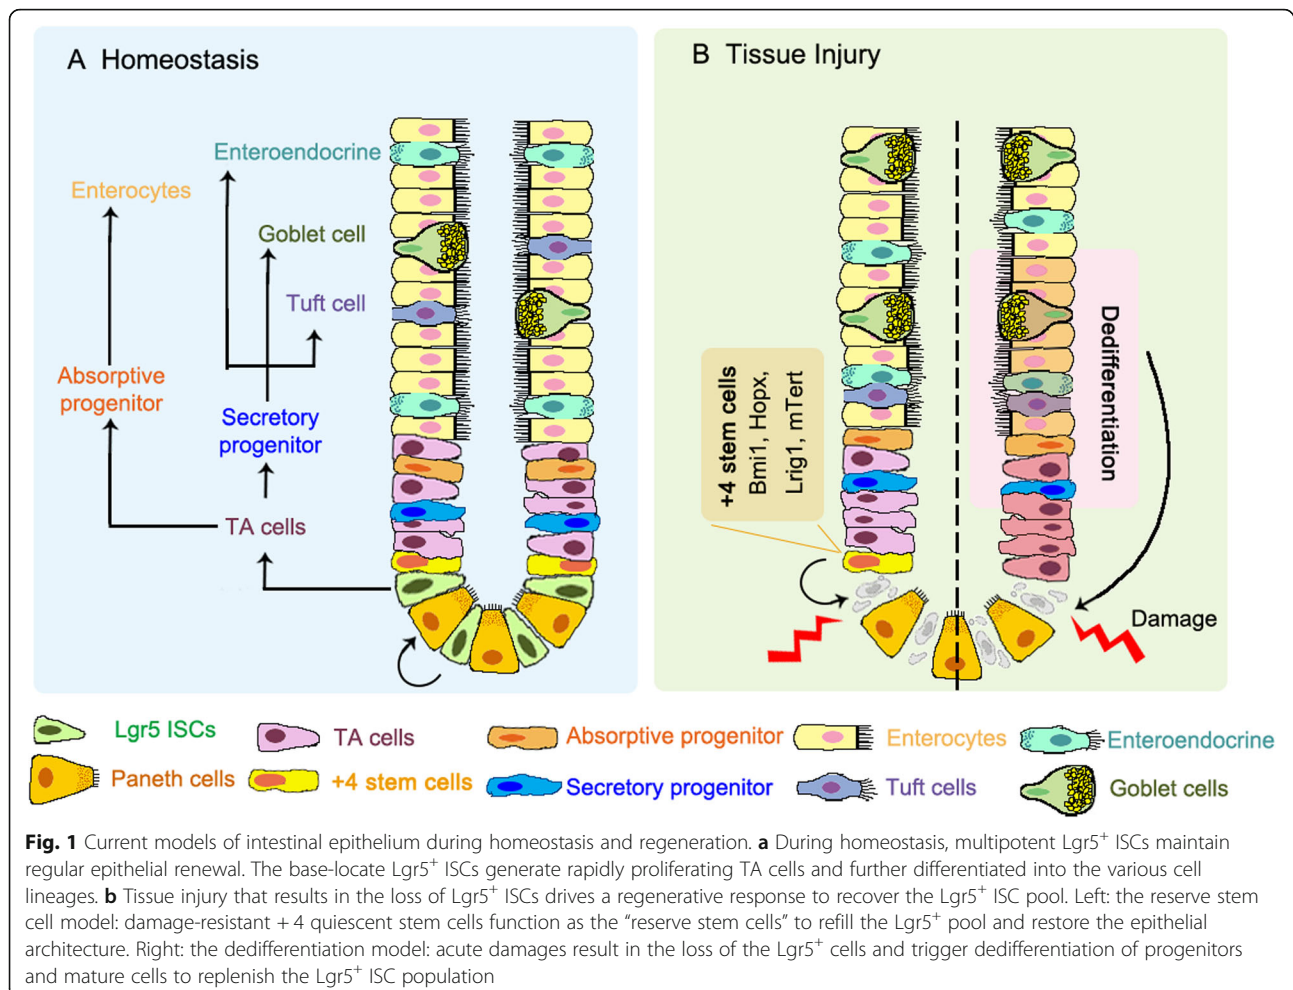 A Homeostasis
Enteroendocrine
Enterocytes
Goblet cell
Tuft cell
Absorptive
progenitor
Secretory
progenitor
TA cells
B Tissue Injury
+4 stem cells
Bmi1, Hopx,
Lrig1, mTert
Dedifferentiation
Damage
Lgr5 ISCs
TA cells
Absorptive progenitor
Enterocytes
Enteroendocrine
Paneth cells
+4 stem cells
Secretory progenitor
Tuft cells
Goblet cells
Fig. 1 Current models of intestinal epithelium during homeostasis and regeneration. a During homeostasis, multipotent Lgr5+ ISCs maintain
regular epithelial renewal. The base-locate Lgr5+ ISCs generate rapidly proliferating TA cells and further differentiated into the various cell
lineages. b Tissue injury that results in the loss of Lgr5+ ISCs drives a regenerative response to recover the Lgr5+ ISC pool. Left: the reserve stem
cell model: damage-resistant + 4 quiescent stem cells function as the “reserve stem cells” to refill the Lgr5+ pool and restore the epithelial
architecture. Right: the dedifferentiation model: acute damages result in the loss of the Lgr5+ cells and trigger dedifferentiation of progenitors
and mature cells to replenish the Lgr5+ ISC population